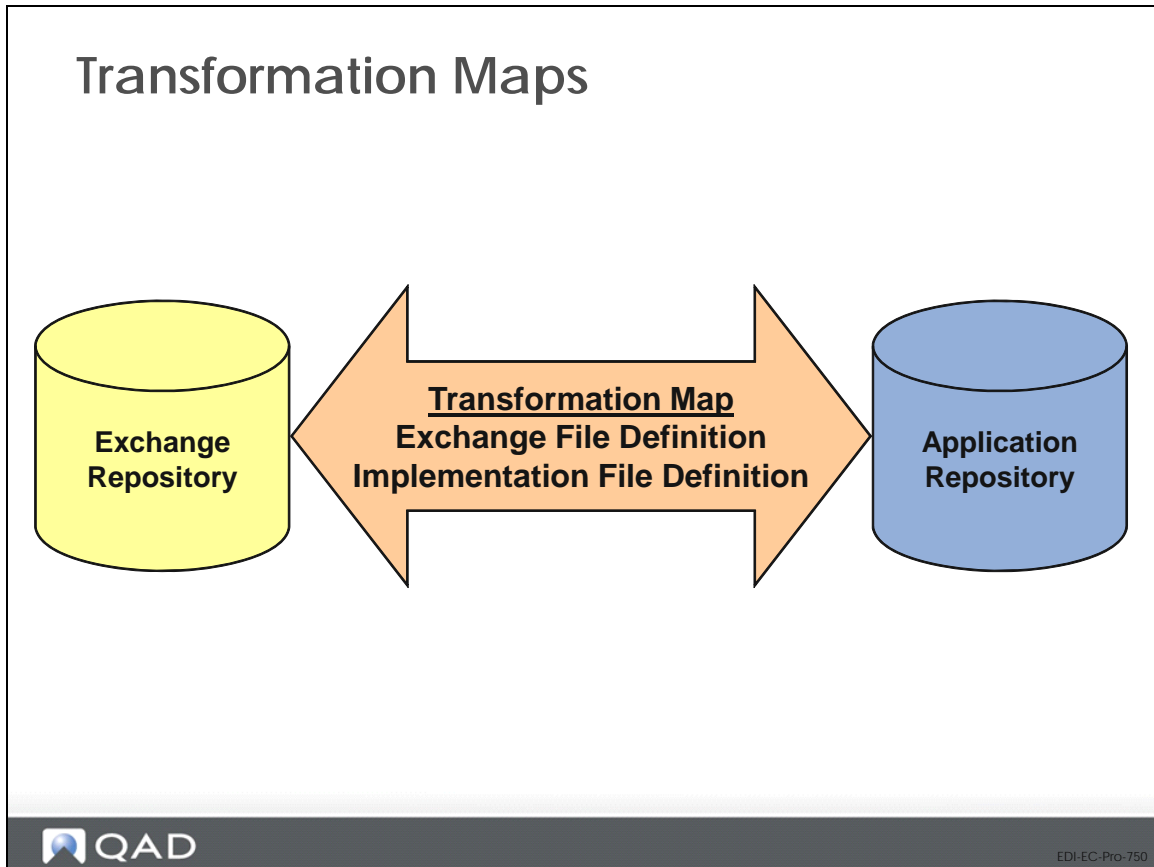 Transformation Maps
Exchange
Repository
Transformation Map
Exchange File Definition
Implementation File Definition
Application
Repository
QAD
EDI-EC-Pro-750